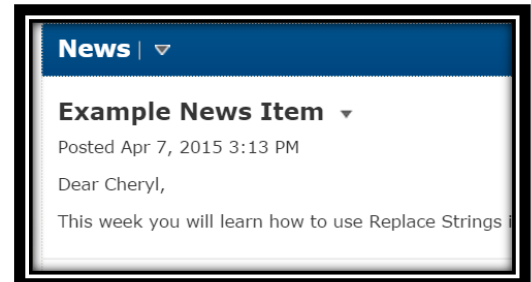 News |
Example News Item
Posted Apr 7, 2015 3:13 PM
Dear Cheryl,
This week you will learn how to use Replace Strings